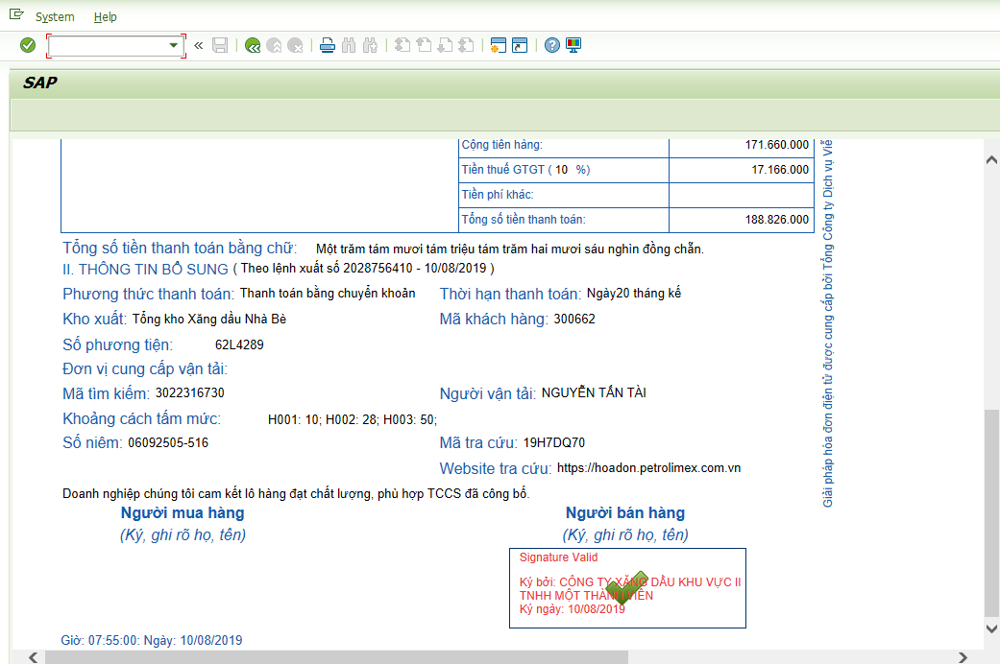 System Help
«
SAP
Cộng tiền hàng: 171.660.000
Tiền thuế GTGT ( 10 %) 17.166.000
Tiền phí khác:
Tổng số tiền thanh toán: 188.826.000
Tổng số tiền thanh toán bằng chữ: Một trăm tám mươi tám triệu tám trăm hai mươi sáu nghìn đồng chẵn.
II. THÔNG TIN BỔ SUNG ( Theo lệnh xuất số 2028756410 - 10/08/2019 )
Phương thức thanh toán: Thanh toán bằng chuyển khoản Thời hạn thanh toán: Ngày20 tháng kế
Kho xuất: Tổng kho Xăng dầu Nhà Bè Mã khách hàng: 300662
Số phương tiện: 62L4289
Đơn vị cung cấp vận tải:
Mã tìm kiếm: 3022316730 Người vận tải: NGUYỄN TẤN TÀI
Khoảng cách tấm mức: H001: 10; H002: 28; H003: 50;
Số niêm: 06092505-516 Mã tra cứu: 19H7DQ70
Website tra cứu: https://hoadon.petrolimex.com.vn
Doanh nghiệp chúng tôi cam kết lô hàng đạt chất lượng, phù hợp TCCS đã công bố.
Người mua hàng Người bán hàng
(Ký, ghi rõ họ, tên) (Ký, ghi rõ họ, tên)
Signature Valid
Ký bởi: CÔNG TY XĂNG DẦU KHU VỰC II
TNHH MỘT THÀNH VIÊN
Ký ngày: 10/08/2019
Giờ: 07:55:00: Ngày: 10/08/2019
Giải pháp hóa đơn điện tử được cung cấp bởi Tổng Công ty Dịch vụ Viễ